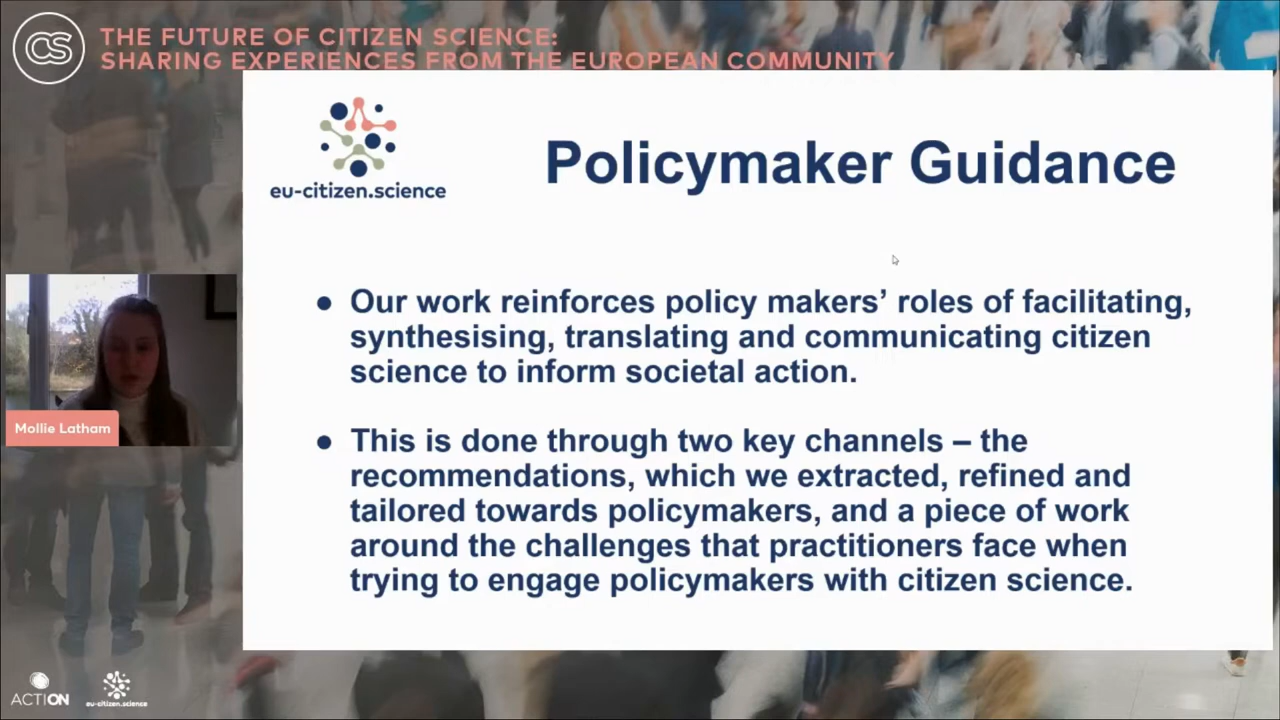 CS
THE FUTURE OF CITIZEN SCIENCE:
SHARING EXPERIENCES FROM THE EUROPEAN COMMUNITY
eu-citizen.science
Policymaker Guidance
• Our work reinforces policy makers’ roles of facilitating,
synthesising, translating and communicating citizen
science to inform societal action.
• This is done through two key channels – the
recommendations, which we extracted, refined and
tailored towards policymakers, and a piece of work
around the challenges that practitioners face when
trying to engage policymakers with citizen science.
Mollie Latham
ACTION
eu-citizen.science